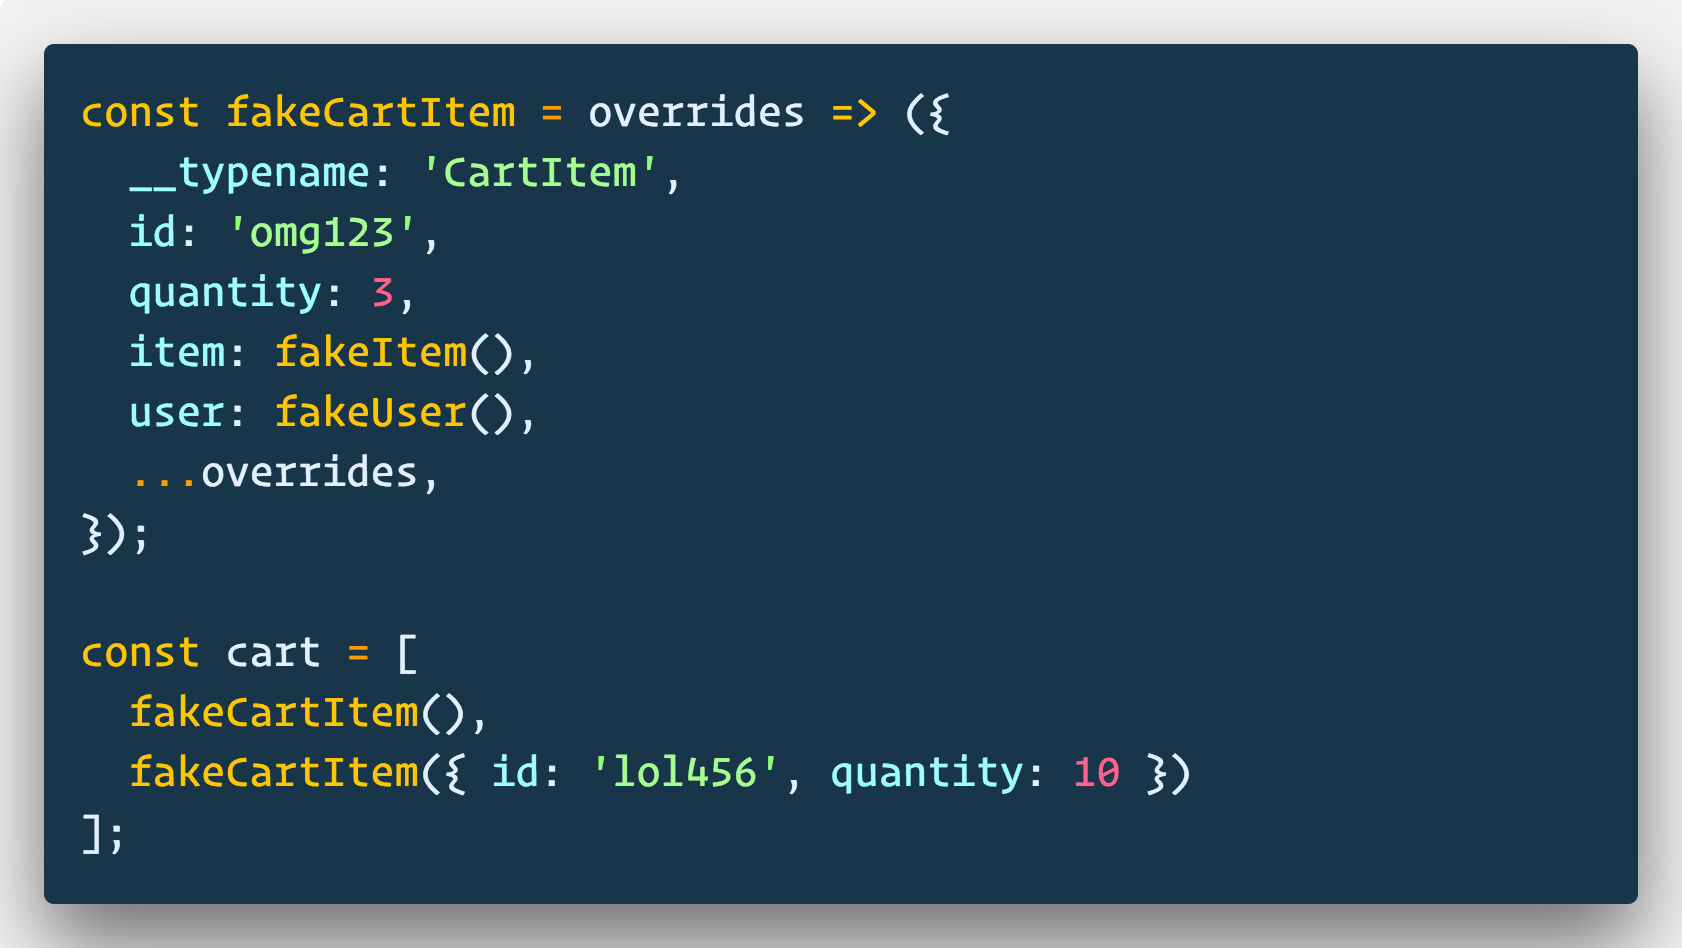 const fakeCartItem = overrides => ({
  __typename: 'CartItem',
  id: 'omg123',
  quantity: 3,
  item: fakeItem(),
  user: fakeUser(),
  ...overrides,
});

const cart = [
  fakeCartItem(),
  fakeCartItem({ id: 'lol456', quantity: 10 })
];